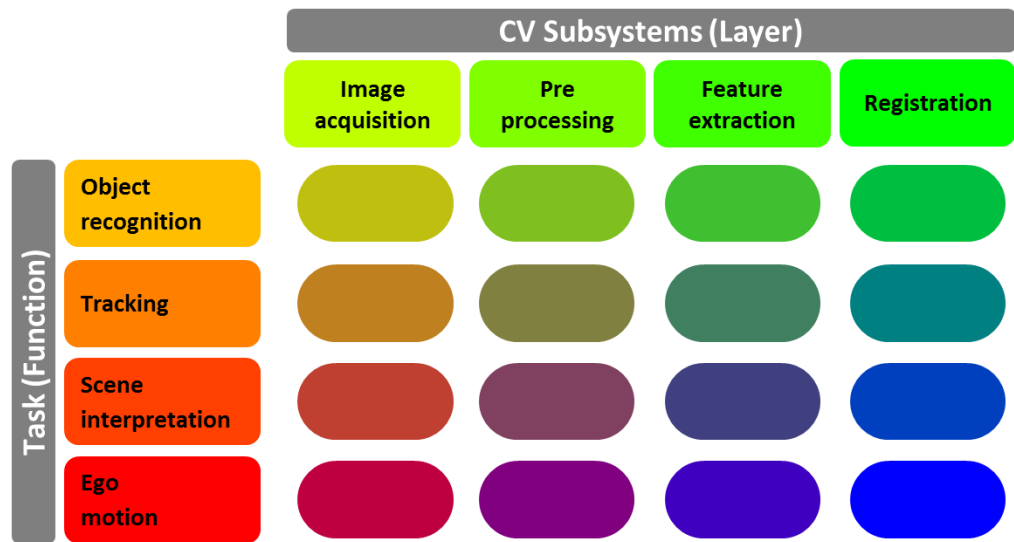 CV Subsystems (Layer)
Image
acquisition
Pre
processing
Feature
extraction
Registration
Task (Function)
Object
recognition
Tracking
Scene
interpretation
Ego
motion